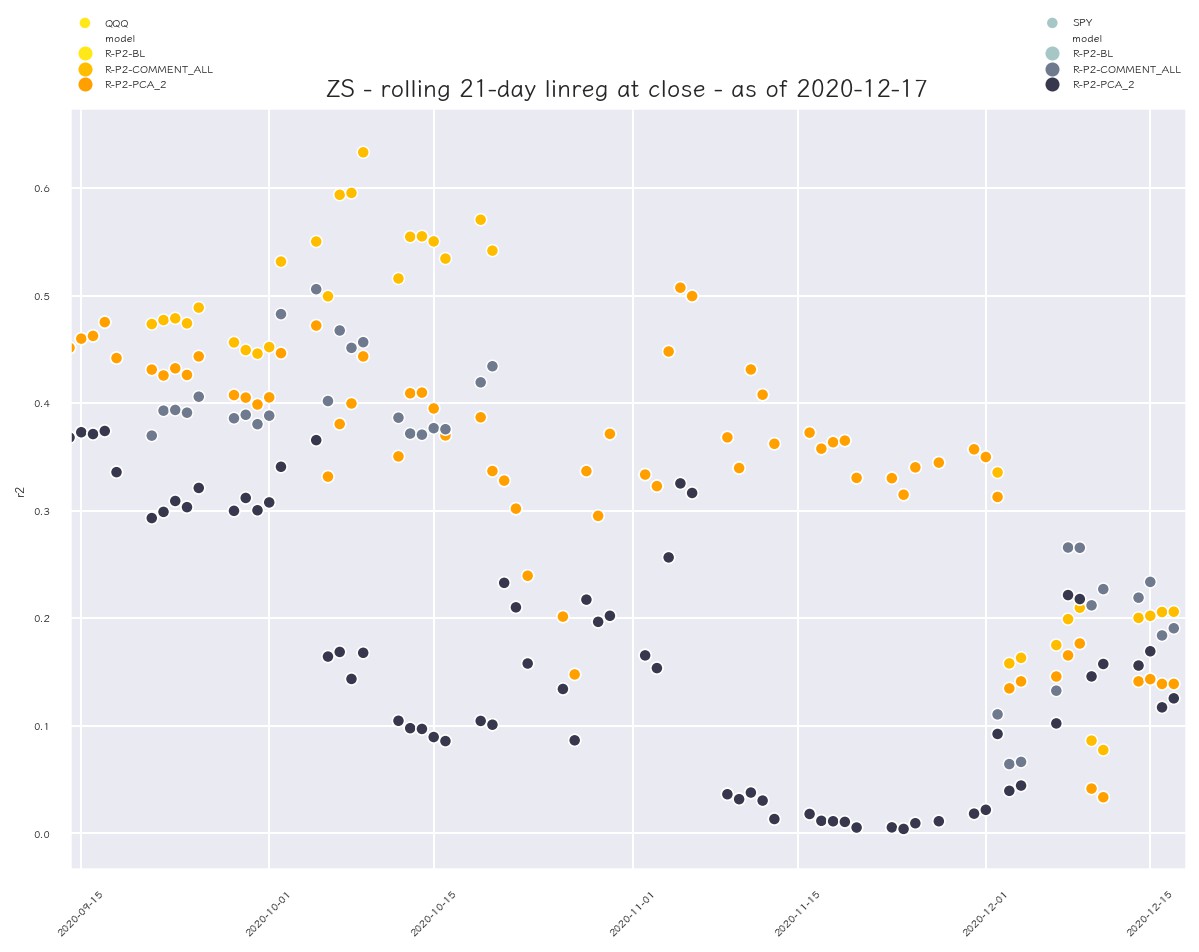 QQQ
model
R-P2-BL
R-P2-COMMENT_ALL
R-P2-PCA_2
SPY
model
R-P2-BL
R-P2-COMMENT_ALL
R-P2-PCA_2
ZS - rolling 21-day linreg at close - as of 2020-12-17
0.6
0.5
0.4
0.3
0.2
0.1
0.0
r2
2020-09-15
2020-10-01
2020-10-15
2020-11-01
2020-11-15
2020-12-01
2020-12-15